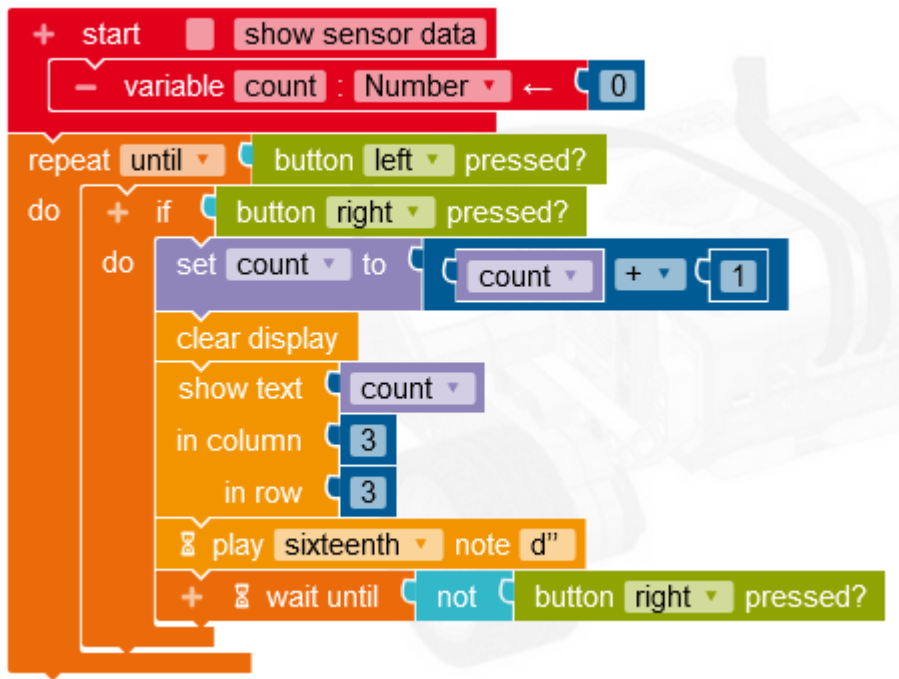 + start show sensor data
− variable count : Number ← 0
repeat until button left pressed?
do + if button right pressed?
do set count to count + 1
clear display
show text count
in column 3
in row 3
play sixteenth note d”
+ wait until not button right pressed?